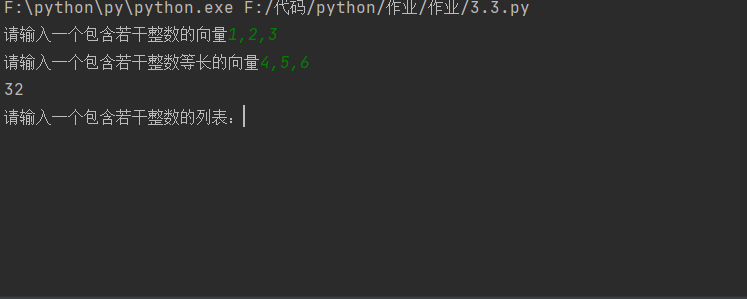 F:\python\py\python.exe F:/代码/python/作业/作业/3.3.py
请输入一个包含若干整数的向量1,2,3
请输入一个包含若干整数等长的向量4,5,6
32
请输入一个包含若干整数的列表：